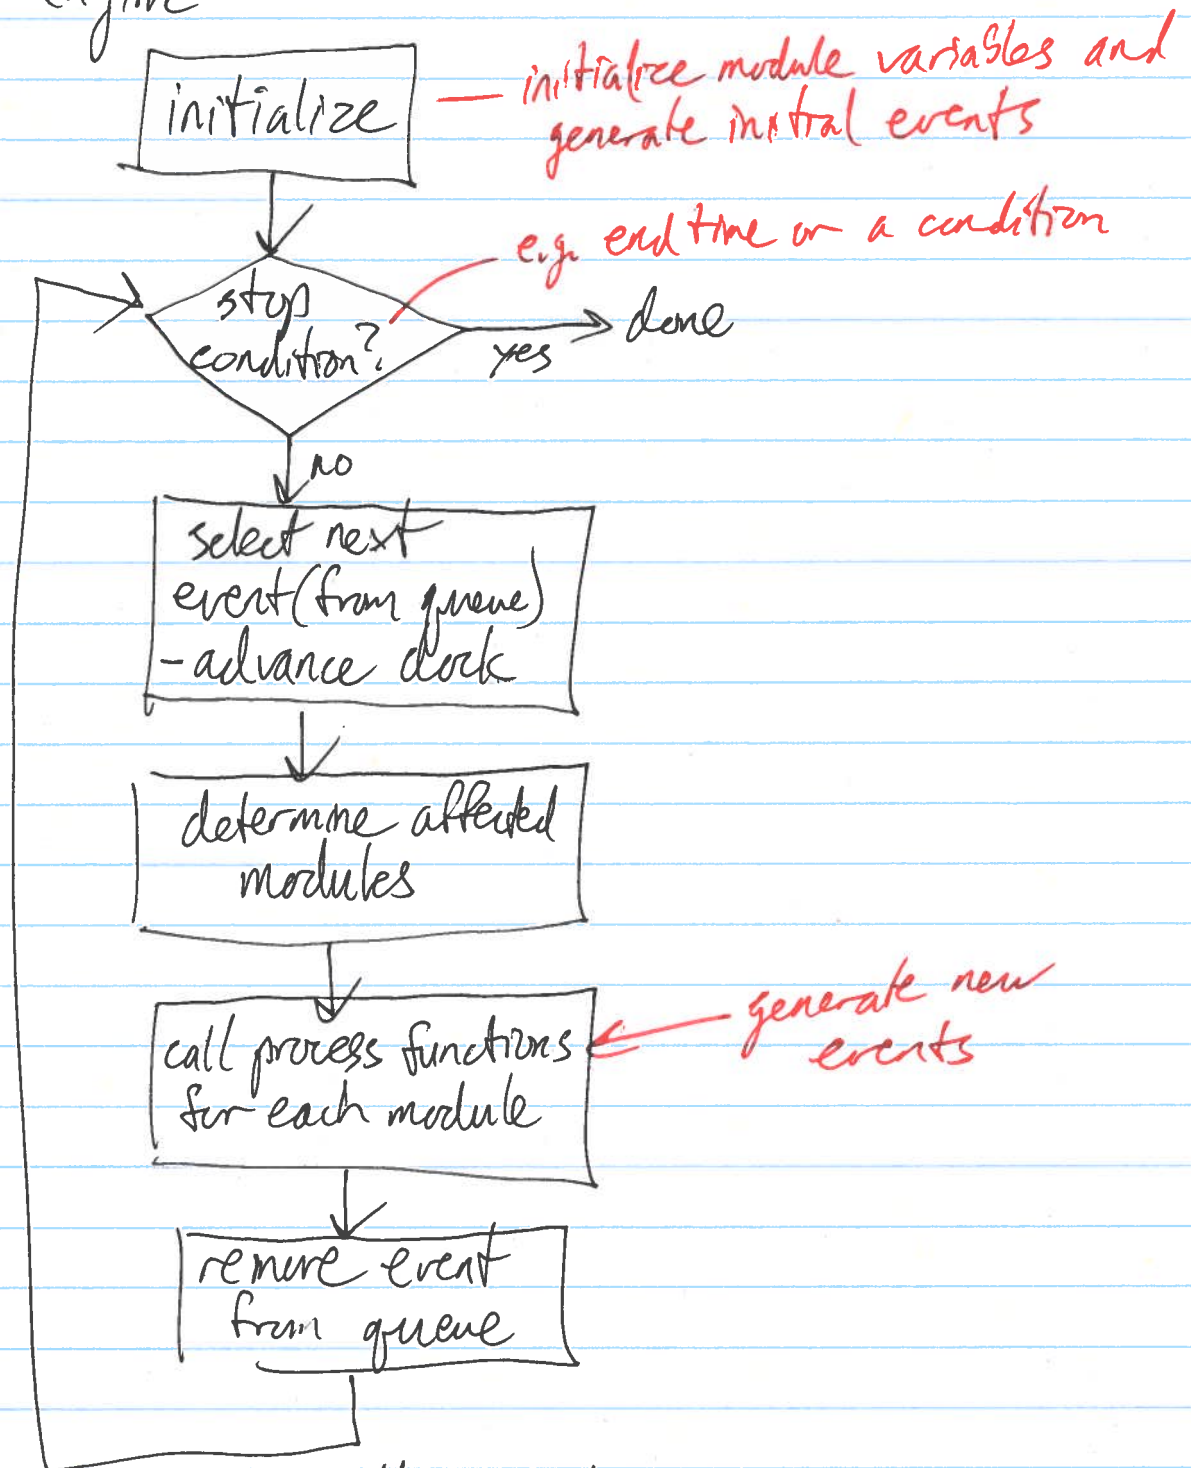 engine
initialize
initialize module variables and
generate initial events
e.g. end time or a condition
stop
condition?
yes
done
no
select next
event (from queue)
- advance clock
determine affected
modules
call process functions
for each module
generate new
events
remove event
from queue